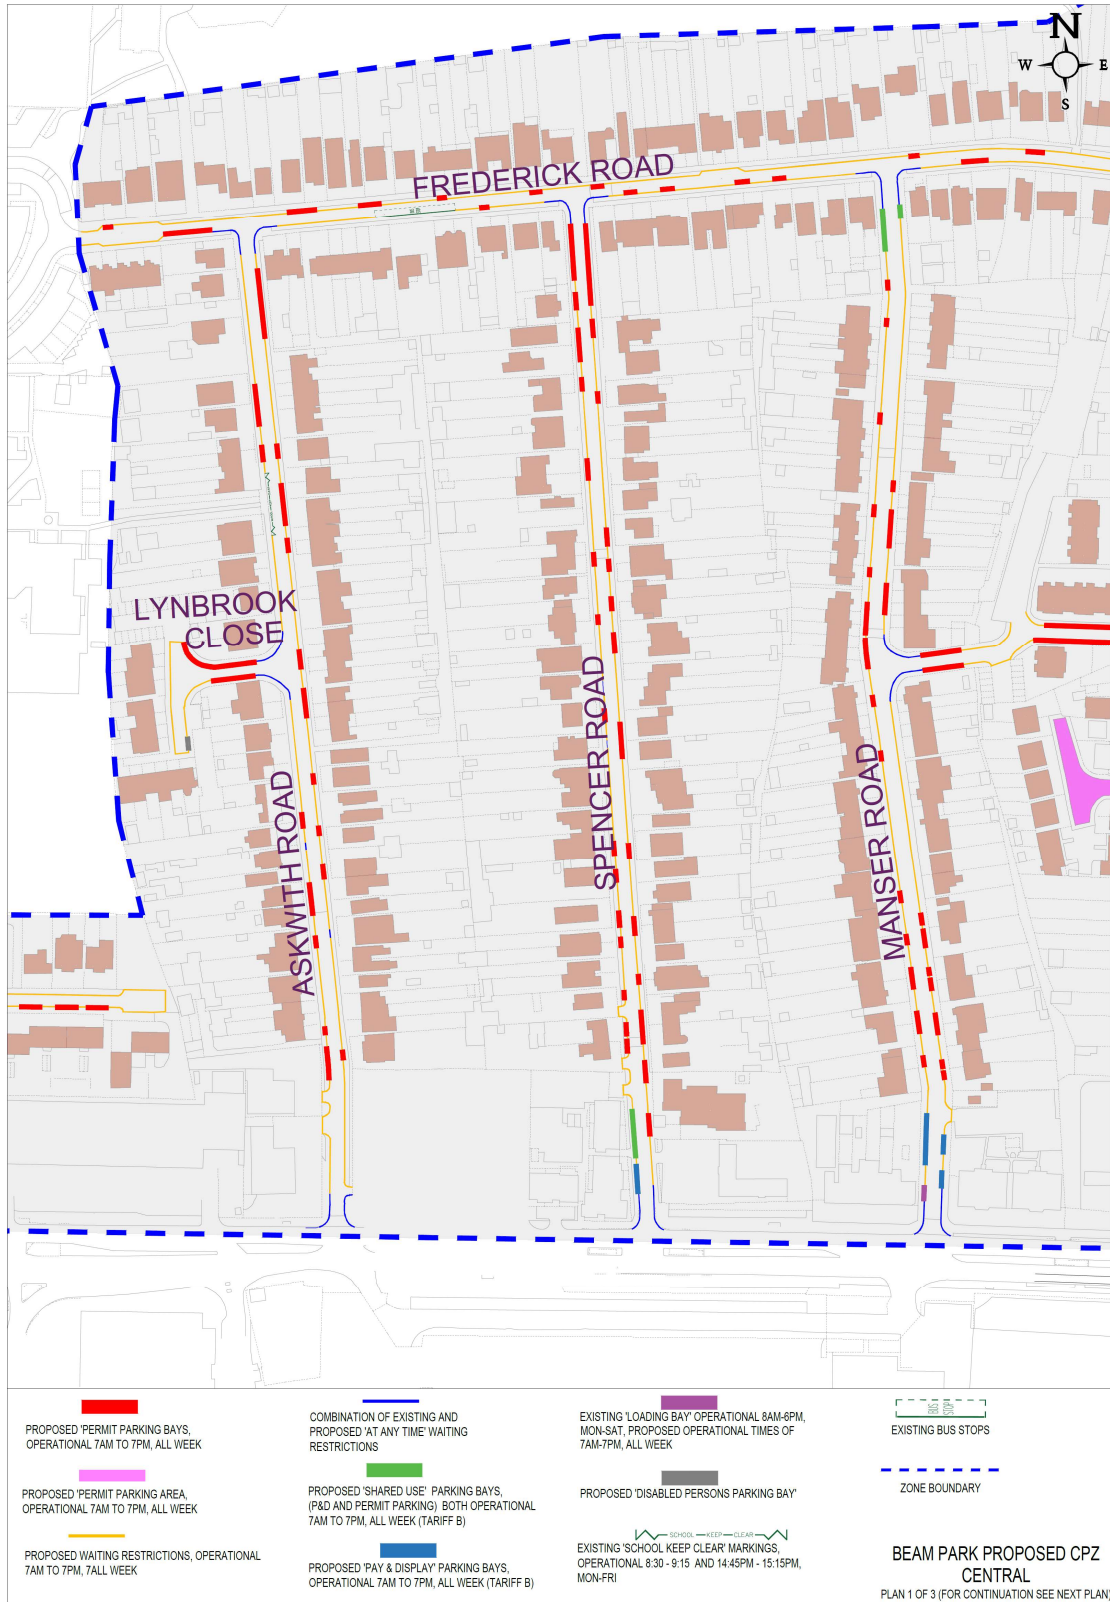 N
W E
S
FREDERICK ROAD
LYNBROOK
CLOSE
ASKWITH ROAD
SPENCER ROAD
MANSER ROAD
PROPOSED 'PERMIT PARKING BAYS,
OPERATIONAL 7AM TO 7PM, ALL WEEK
PROPOSED 'PERMIT PARKING AREA,
OPERATIONAL 7AM TO 7PM, ALL WEEK
PROPOSED WAITING RESTRICTIONS, OPERATIONAL
7AM TO 7PM, 7ALL WEEK
COMBINATION OF EXISTING AND
PROPOSED 'AT ANY TIME' WAITING
RESTRICTIONS
PROPOSED 'SHARED USE' PARKING BAYS,
(P&D AND PERMIT PARKING) BOTH OPERATIONAL
7AM TO 7PM, ALL WEEK (TARIFF B)
PROPOSED 'PAY & DISPLAY' PARKING BAYS,
OPERATIONAL 7AM TO 7PM, ALL WEEK (TARIFF B)
EXISTING 'LOADING BAY' OPERATIONAL 8AM-6PM,
MON-SAT, PROPOSED OPERATIONAL TIMES OF
7AM-7PM, ALL WEEK
PROPOSED 'DISABLED PERSONS PARKING BAY'
SCHOOL KEEP CLEAR
EXISTING 'SCHOOL KEEP CLEAR' MARKINGS,
OPERATIONAL 8:30 - 9:15 AND 14:45PM - 15:15PM,
MON-FRI
BUS
STOP
EXISTING BUS STOPS
ZONE BOUNDARY
BEAM PARK PROPOSED CPZ
CENTRAL
PLAN 1 OF 3 (FOR CONTINUATION SEE NEXT PLAN)